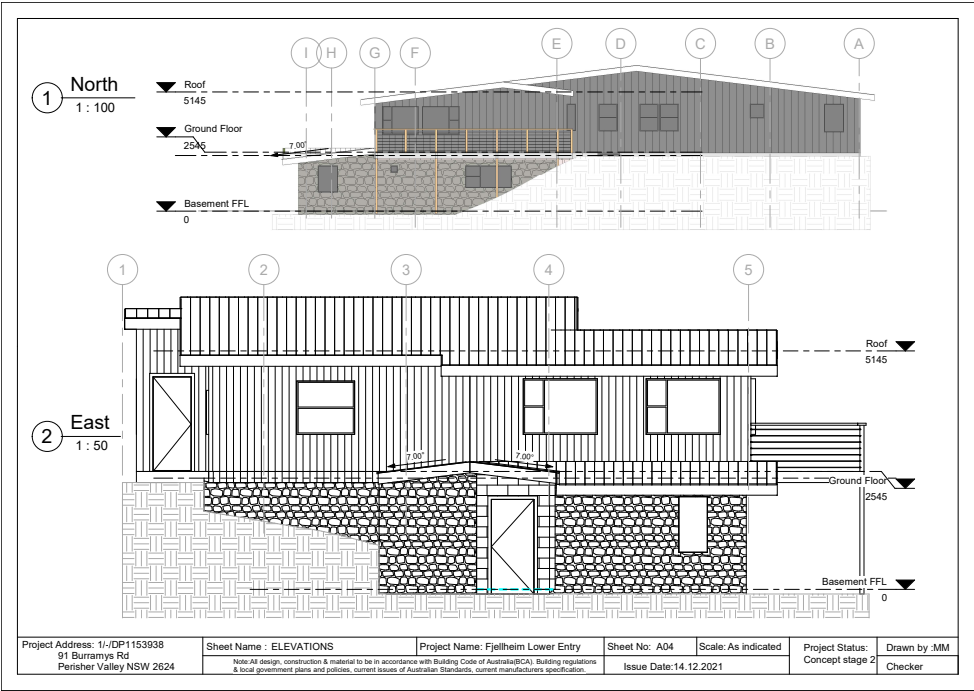 I H G F E D C B A
1 North
1 : 100
Roof
5145
Ground Floor
2545
7.00°
Basement FFL
0
1 2 3 4 5
Roof
5145
2 East
1 : 50
7.00° 7.00°
Ground Floor
2545
Basement FFL
0
Project Address: 1/-/DP1153938
91 Burramys Rd
Perisher Valley NSW 2624
Sheet Name : ELEVATIONS
Project Name: Fjellheim Lower Entry
Sheet No: A04
Scale: As indicated
Note:All design, construction & material to be in accordance with Building Code of Australia(BCA). Building regulations
& local government plans and policies, current issues of Australian Standards, current manufacturers specification.
Issue Date:14.12.2021
Project Status:
Concept stage 2
Drawn by :MM
Checker